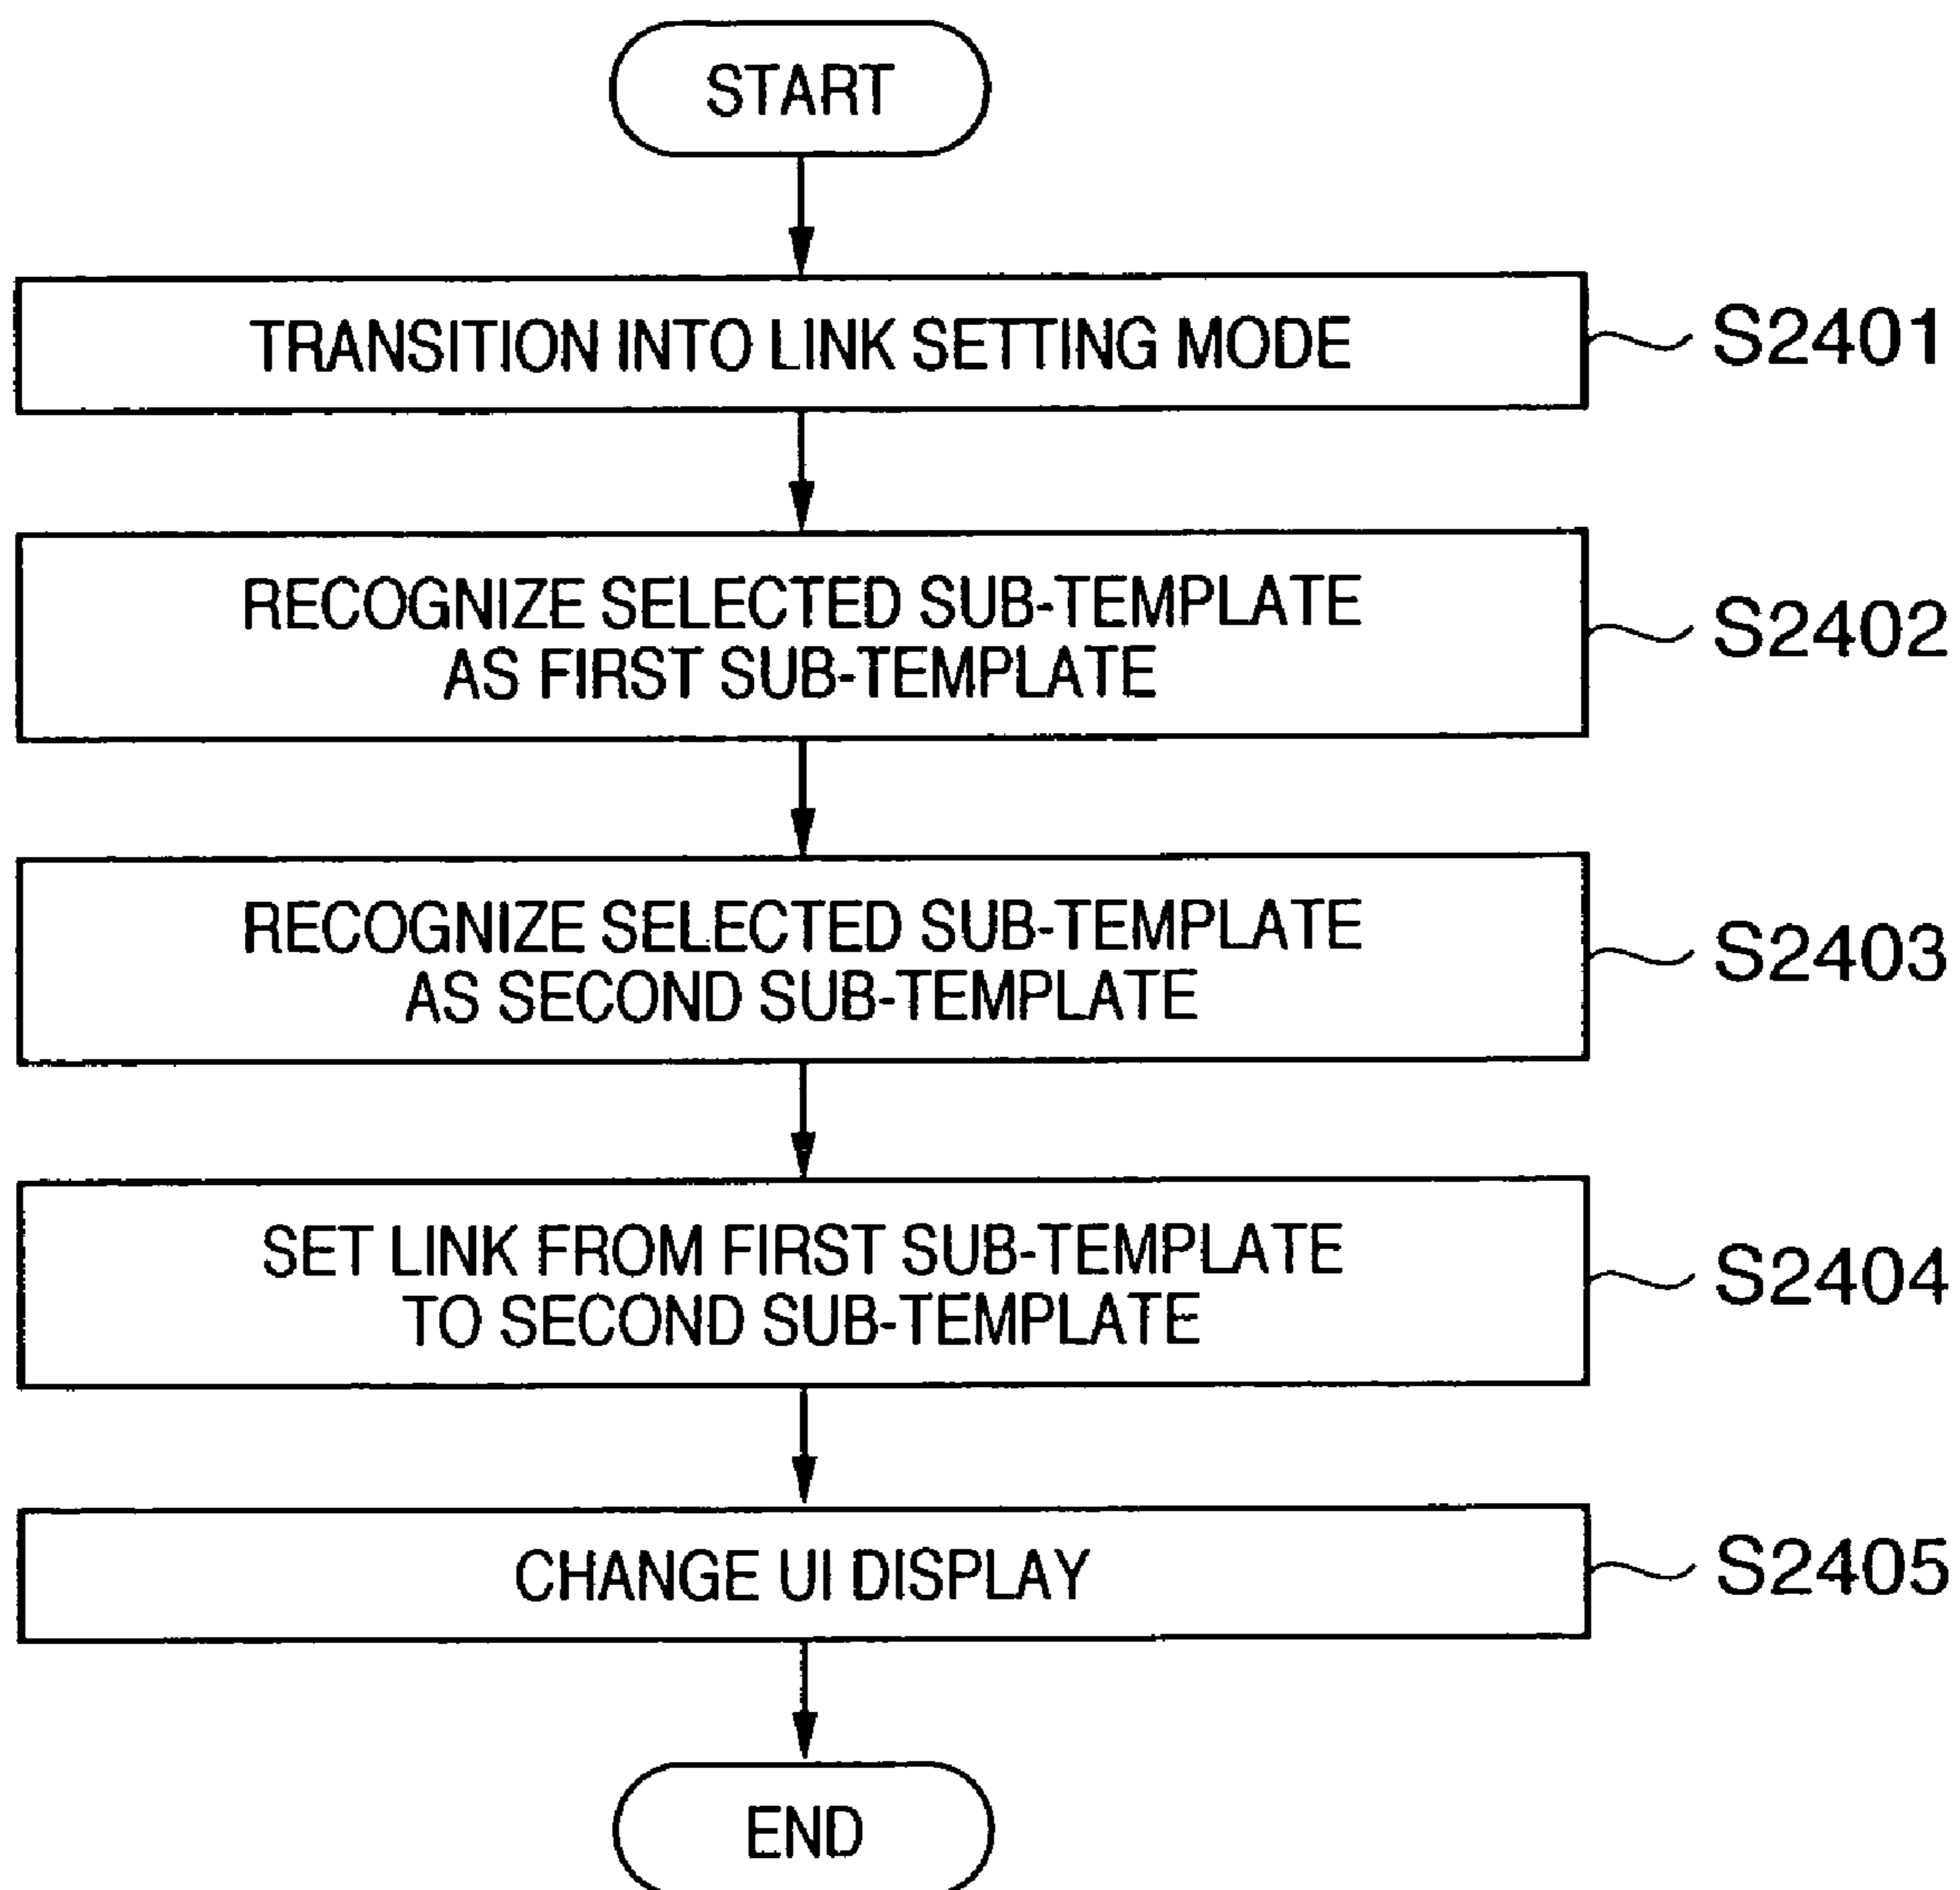 START
TRANSITION INTO LINK SETTING MODE
S2401
RECOGNIZE SELECTED SUB-TEMPLATE
AS FIRST SUB-TEMPLATE
S2402
RECOGNIZE SELECTED SUB-TEMPLATE
AS SECOND SUB-TEMPLATE
S2403
SET LINK FROM FIRST SUB-TEMPLATE
TO SECOND SUB-TEMPLATE
S2404
CHANGE UI DISPLAY
S2405
END